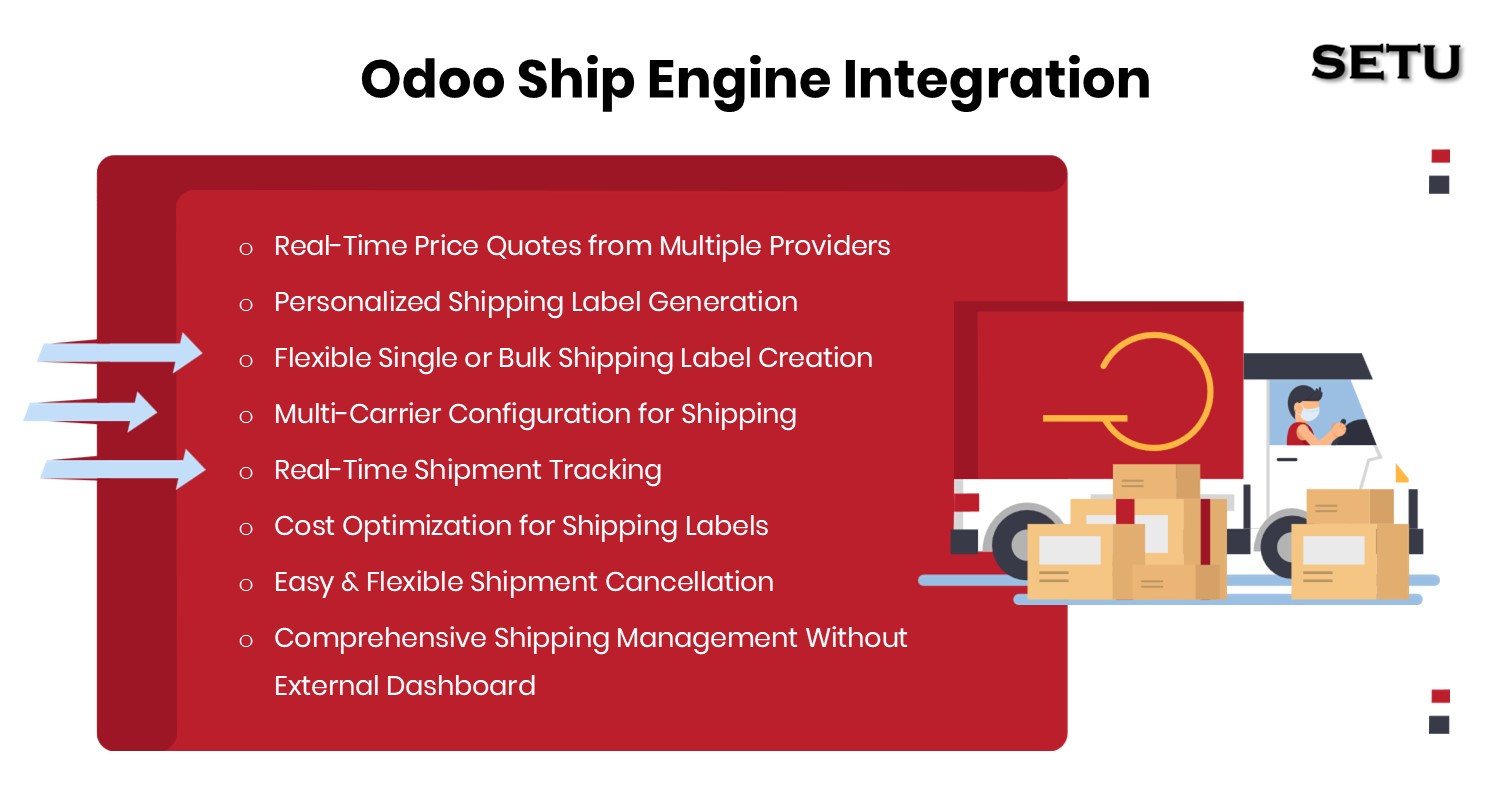 Odoo Ship Engine Integration
SETU
○ Real-Time Price Quotes from Multiple Providers
○ Personalized Shipping Label Generation
○ Flexible Single or Bulk Shipping Label Creation
○ Multi-Carrier Configuration for Shipping
○ Real-Time Shipment Tracking
○ Cost Optimization for Shipping Labels
○ Easy & Flexible Shipment Cancellation
○ Comprehensive Shipping Management Without
External Dashboard